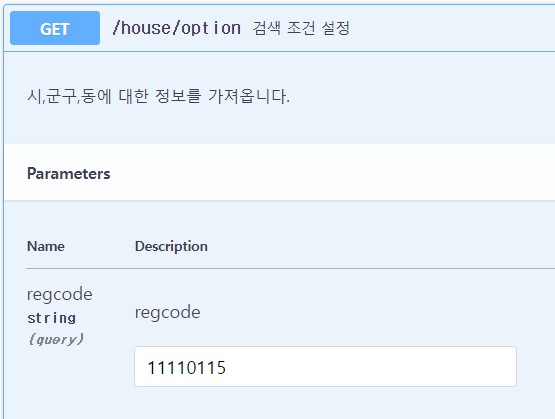 GET /house/option 검색 조건 설정
시,군구,동에 대한 정보를 가져옵니다.
Parameters
Name Description
regcode
string
(query)
regcode
11110115